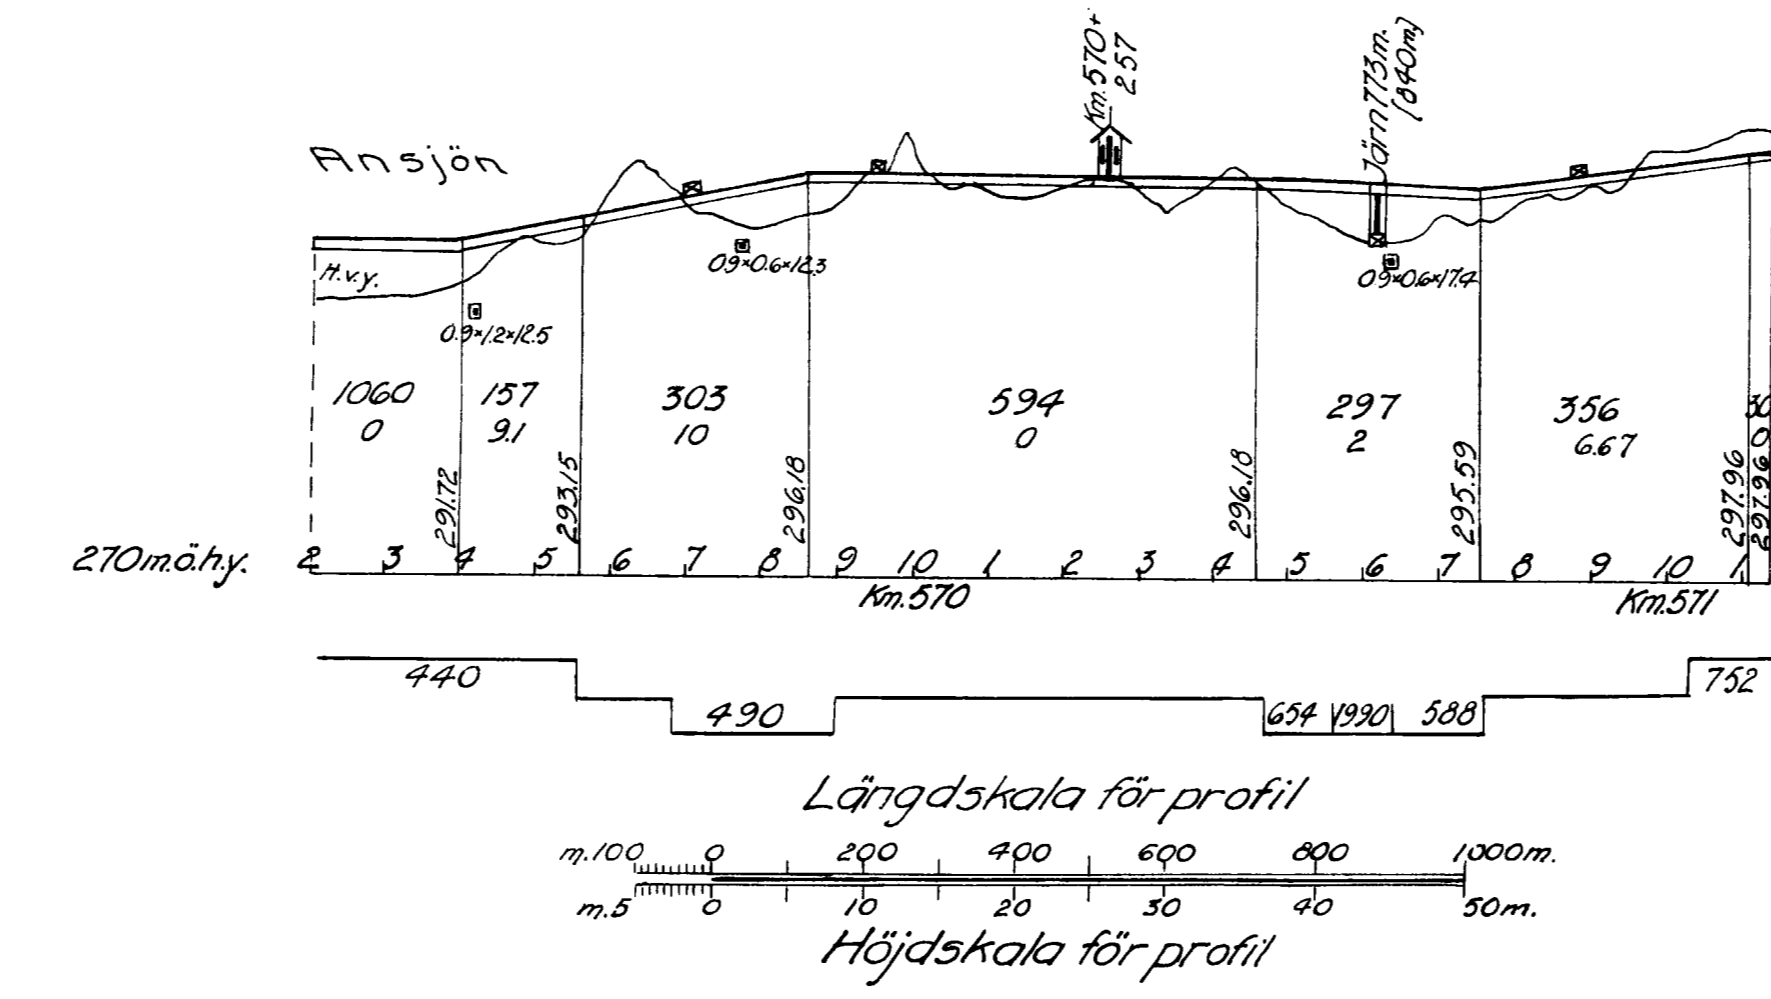 Km.570+
257
Järn 773m.
[840m]
Ansjön
H.v.y.
0.9×0.6×12.3
0.9×0.6×17.4
0.9×1.2×12.5
1060 157 303 594 297 356 30
0 9.1 10 0 2 6.67 0
291.72 293.15 296.18 296.18 295.59 297.96 297.96
270 m.ö.h.y. 2 3 4 5 6 7 8 9 10 1 2 3 4 5 6 7 8 9 10 1
Km.570 Km.571
440 752
490 654 1990 588
Längdskala för profil
m.100 0 200 400 600 800 1000m.
m.5 0 10 20 30 40 50m.
Höjdskala för profil